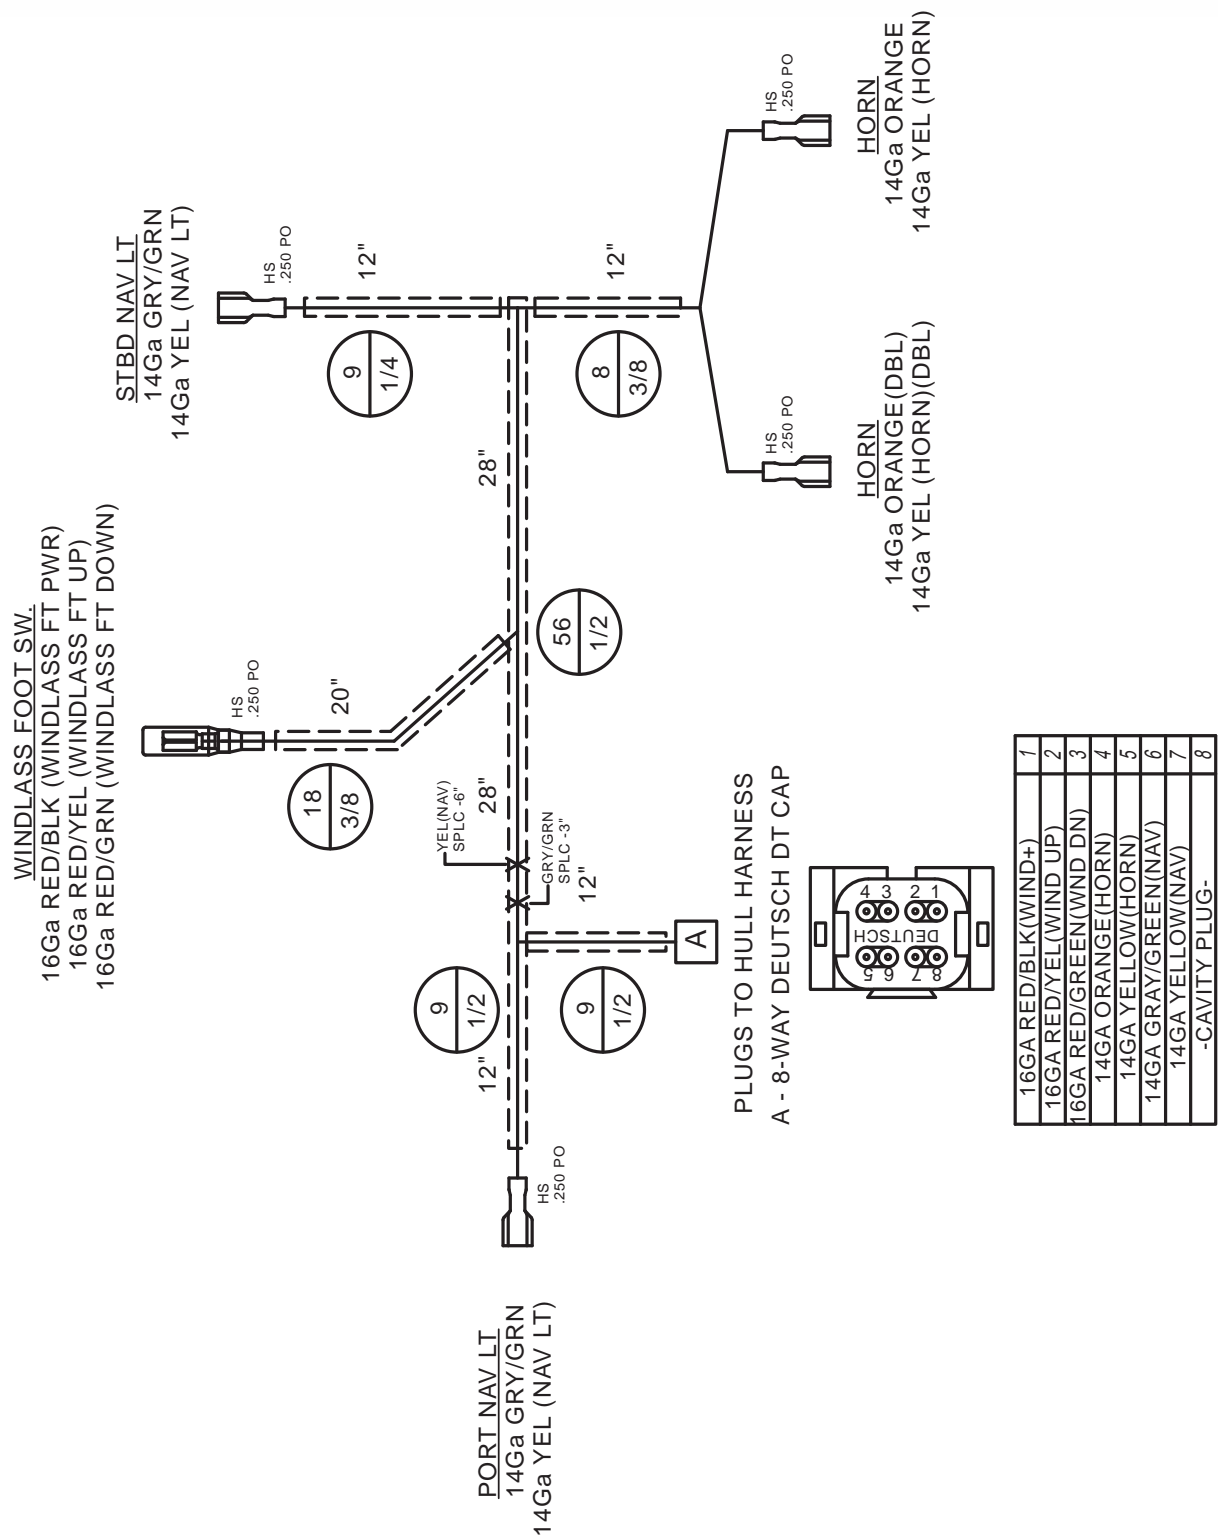 WINDLASS FOOT SW.
16Ga RED/BLK (WINDLASS FT PWR)
16Ga RED/YEL (WINDLASS FT UP)
16Ga RED/GRN (WINDLASS FT DOWN)
HS
.250 PO
20"
18
3/8
STBD NAV LT
14Ga GRY/GRN
14Ga YEL (NAV LT)
HS
.250 PO
12"
9
1/4
PORT NAV LT
14Ga GRY/GRN
14Ga YEL (NAV LT)
HS
.250 PO
12"
9
1/2
YEL(NAV)
SPLC -6"
28"
GRY/GRN
SPLC -3"
12"
9
1/2
A
56
1/2
28"
8
3/8
12"
HS
.250 PO
HORN
14Ga ORANGE(DBL)
14Ga YEL (HORN)(DBL)
HS
.250 PO
HORN
14Ga ORANGE
14Ga YEL (HORN)
PLUGS TO HULL HARNESS
A - 8-WAY DEUTSCH DT CAP
5 6 7 8
DEUTSCH
4 3 2 1
16GA RED/BLK(WIND+) 1
16GA RED/YEL(WIND UP) 2
16GA RED/GREEN(WND DN) 3
14GA ORANGE(HORN) 4
14GA YELLOW(HORN) 5
14GA GRAY/GREEN(NAV) 6
14GA YELLOW(NAV) 7
-CAVITY PLUG- 8